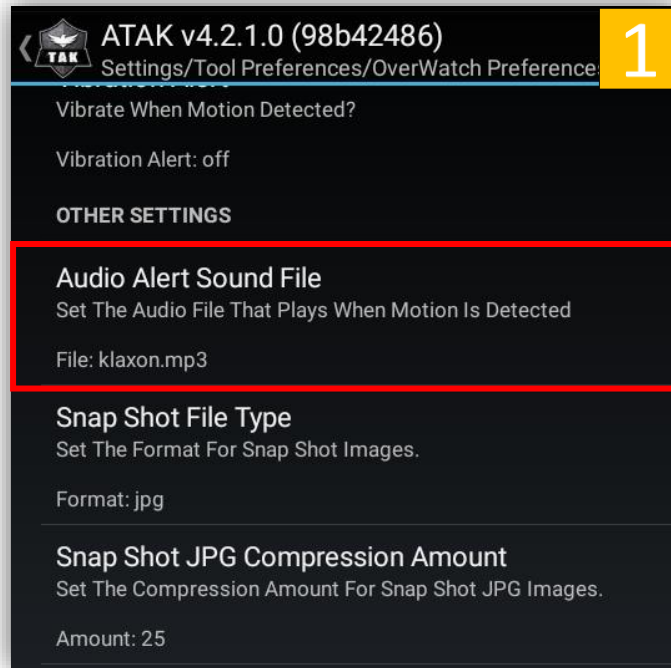 ATAK v4.2.1.0 (98b42486)
TAK
Settings/Tool Preferences/OverWatch Preference
1
Vibrate When Motion Detected?
Vibration Alert: off
OTHER SETTINGS
Audio Alert Sound File
Set The Audio File That Plays When Motion Is Detected
File: klaxon.mp3
Snap Shot File Type
Set The Format For Snap Shot Images.
Format: jpg
Snap Shot JPG Compression Amount
Set The Compression Amount For Snap Shot JPG Images.
Amount: 25